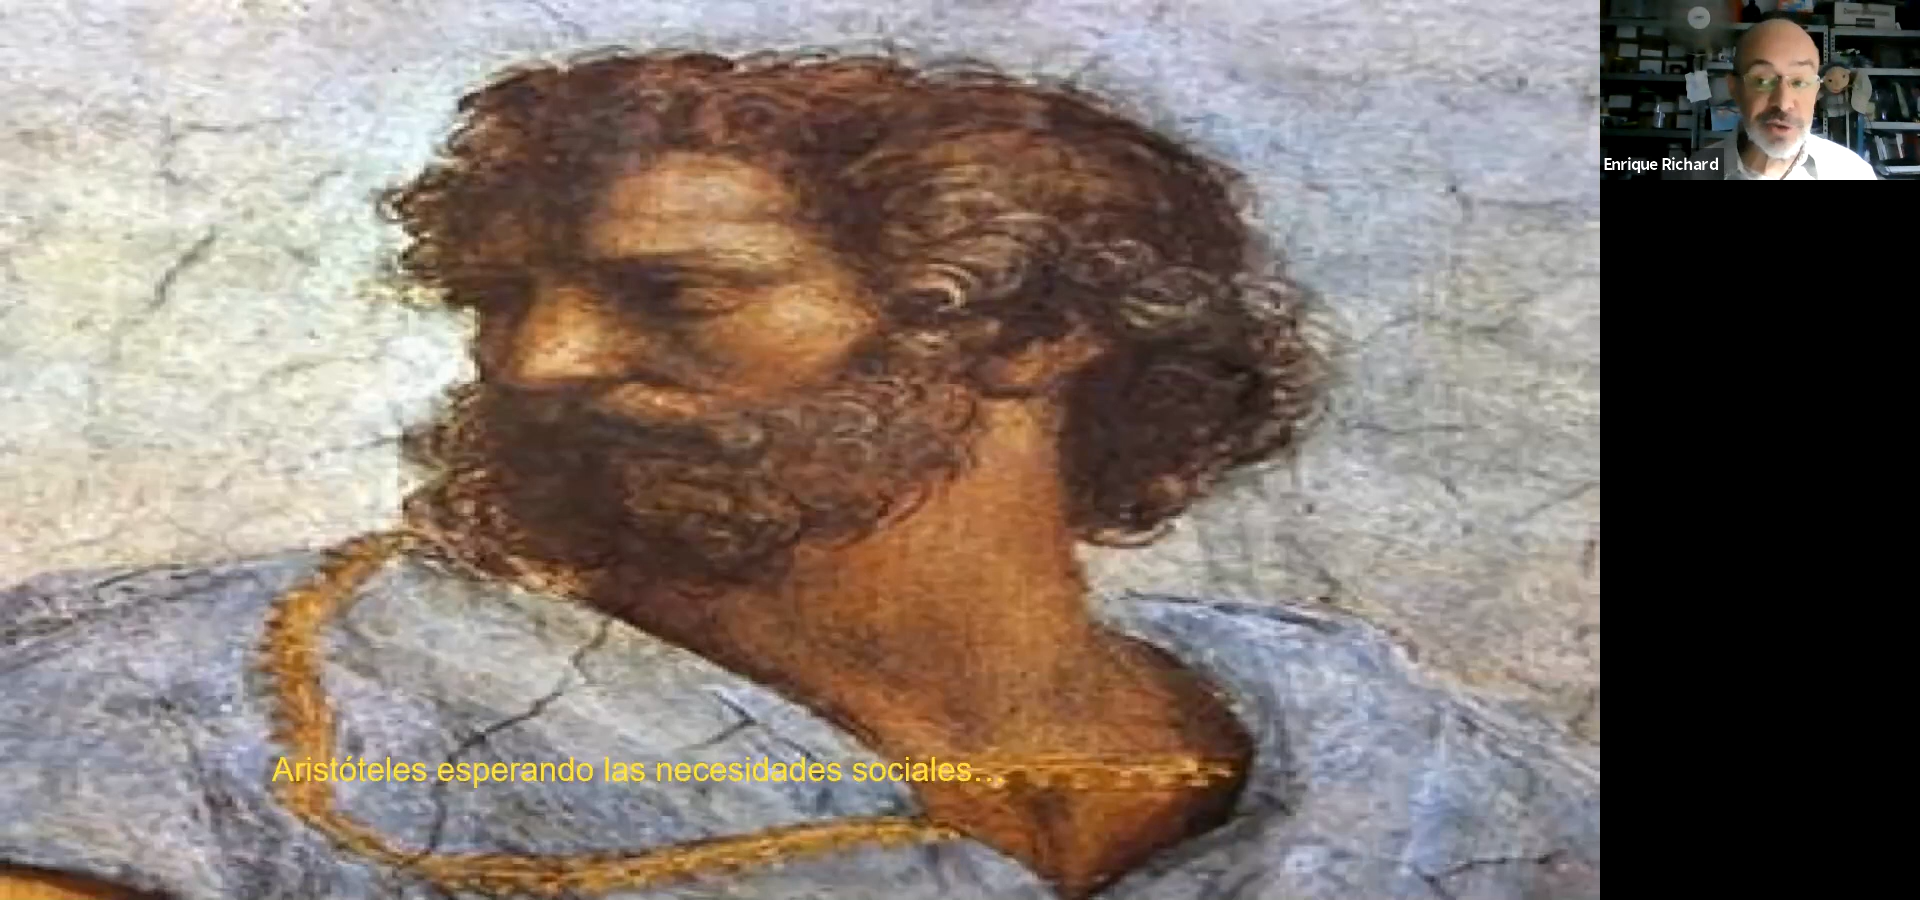 Aristóteles esperando las necesidades sociales...
Enrique Richard